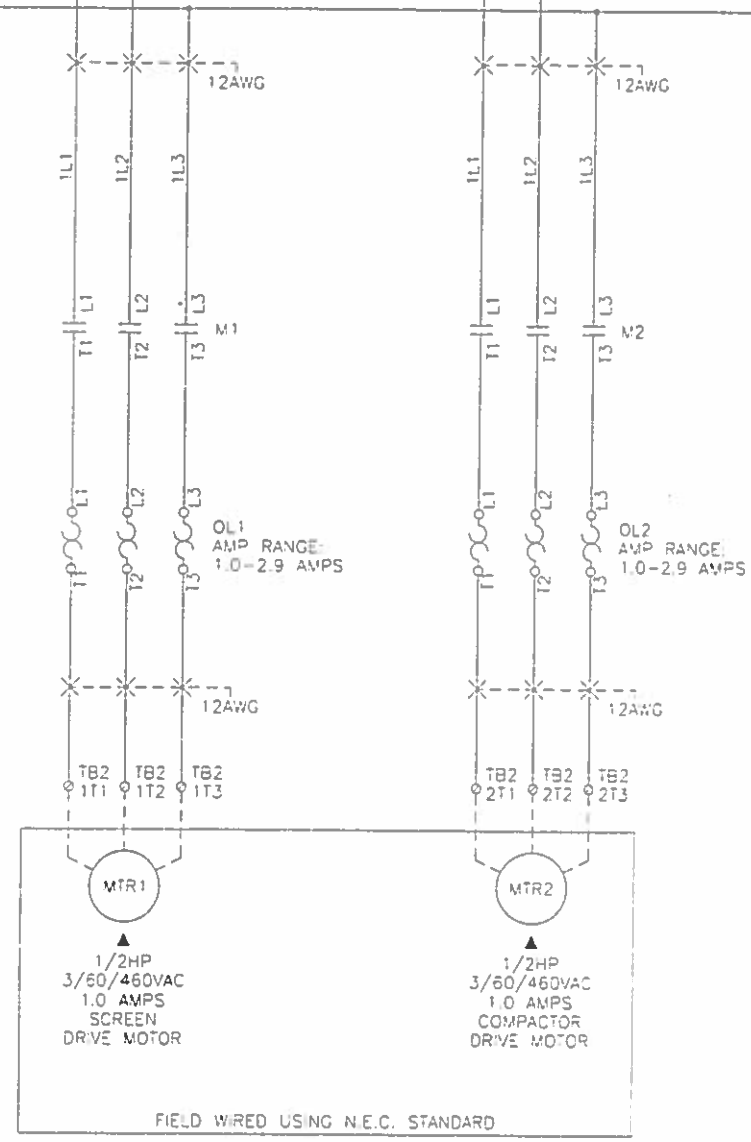 12AWG
12AWG
1L1
1L2
1L3
1L1
1L2
1L3
L1
L2
L3
M1
T1
T2
T3
L1
L2
L3
M2
T1
T2
T3
L1
L2
L3
OL1
AMP RANGE:
1.0-2.9 AMPS
T1
T2
T3
L1
L2
L3
OL2
AMP RANGE:
1.0-2.9 AMPS
T1
T2
T3
12AWG
12AWG
TB2
1T1
TB2
1T2
TB2
1T3
TB2
2T1
TB2
2T2
TB2
2T3
MTR1
MTR2
1/2HP
3/60/460VAC
1.0 AMPS
SCREEN
DRIVE MOTOR
1/2HP
3/60/460VAC
1.0 AMPS
COMPACTOR
DRIVE MOTOR
FIELD WIRED USING N.E.C. STANDARD